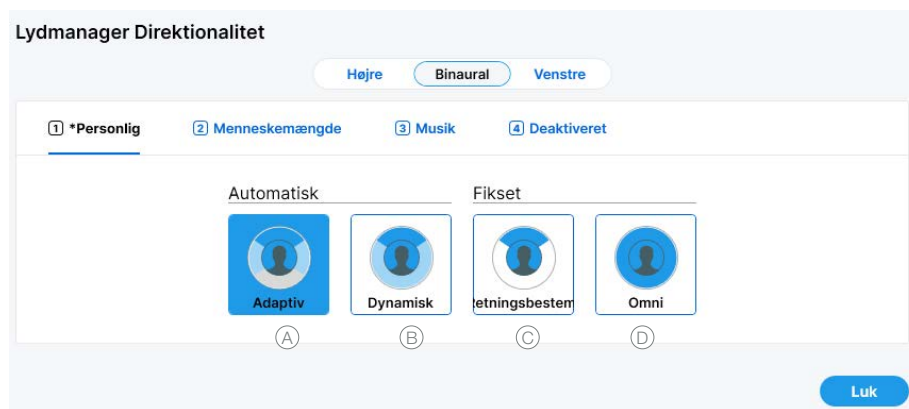 Lydmanager Direktionalitet
Højre Binaural Venstre
1 *Personlig 2 Menneskemængde 3 Musik 4 Deaktiveret
Automatisk Fikset
Adaptiv Dynamisk etningsbestem Omni
A B C D
Luk